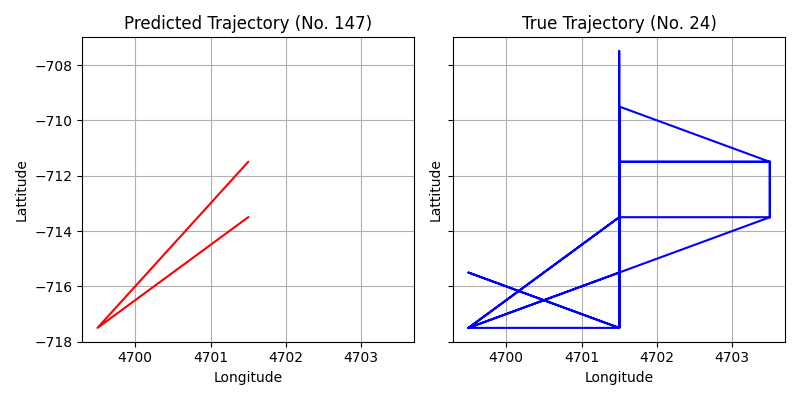 Predicted Trajectory (No. 147)
True Trajectory (No. 24)
−708
−710
−712
−714
−716
−718
Lattitude
Lattitude
4700
4701
4702
4703
4700
4701
4702
4703
Longitude
Longitude